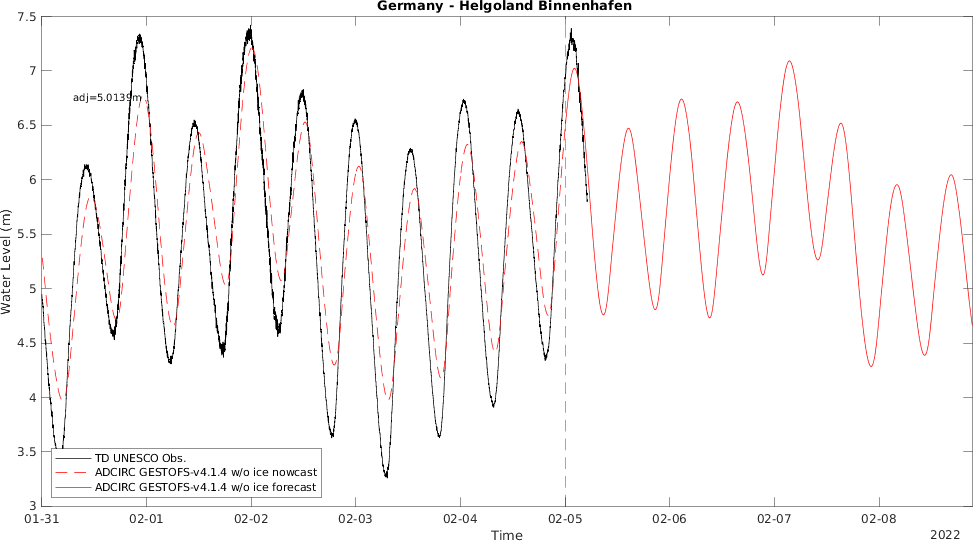 Germany - Helgoland Binnenhafen
7.5
7
6.5
6
5.5
5
4.5
4
3.5
3
Water Level (m)
adj=5.0139m
TD UNESCO Obs.
ADCIRC GESTOFS-v4.1.4 w/o ice nowcast
ADCIRC GESTOFS-v4.1.4 w/o ice forecast
01-31 02-01 02-02 02-03 02-04 02-05 02-06 02-07 02-08
Time
2022